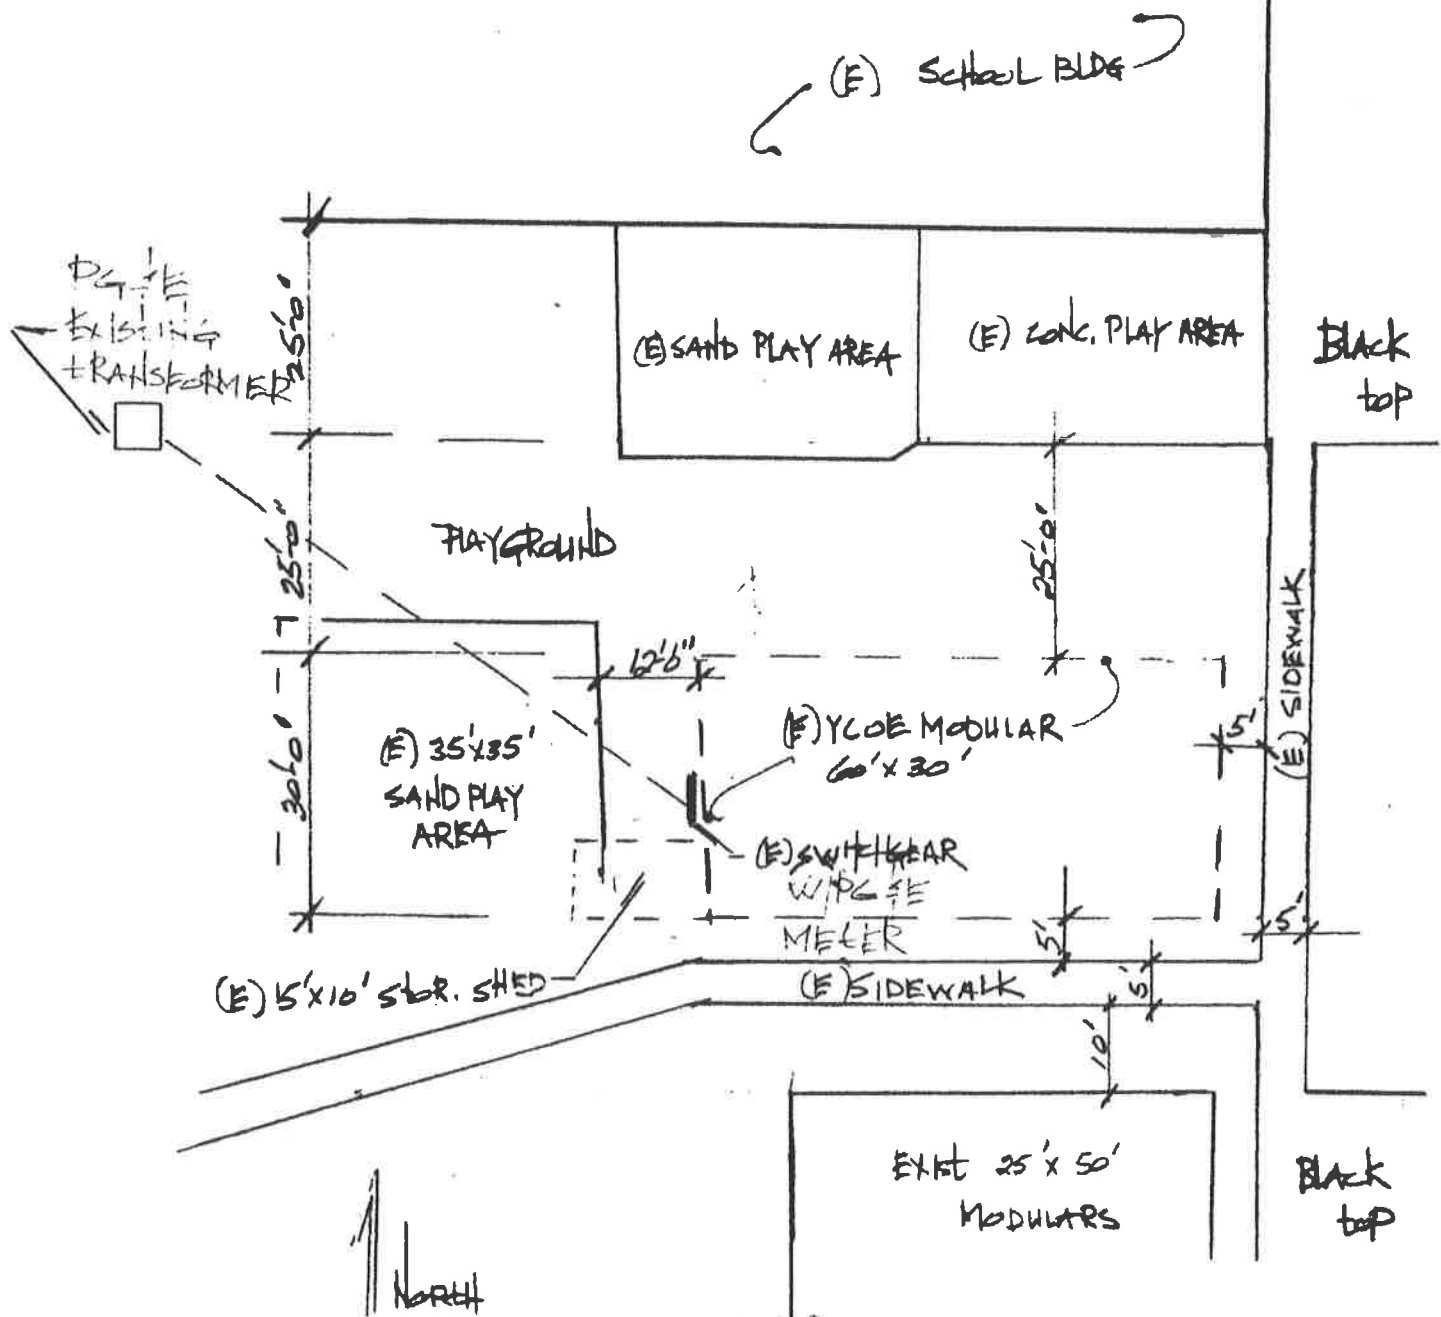 (E) SCHOOL BLDG
PG&E
EXISTING
TRANSFORMER
25'-0"
(E) SAND PLAY AREA
(E) CONC. PLAY AREA
BLACK
TOP
25'-0"
PLAYGROUND
25'-0"
(E) SIDEWALK
12'6"
(E) YCOE MODULAR
60' X 30'
5'
30'-0"
(E) 35'X35'
SAND PLAY
AREA
(E) SWITCHGEAR
W/PG&E
METER
5'
5'
(E) 15'X10' STOR. SHED
(E) SIDEWALK
5'
10'
EXIST 25' X 50'
MODULARS
BLACK
TOP
NORTH